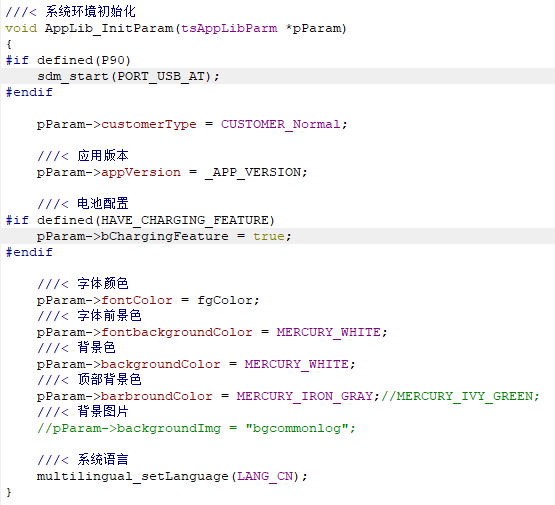 ///< 系统环境初始化
void AppLib_InitParam(tsAppLibParm *pParam)
{
#if defined(P90)
    sdm_start(PORT_USB_AT);
#endif

    pParam->customerType = CUSTOMER_Normal;

    ///< 应用版本
    pParam->appVersion = _APP_VERSION;

    ///< 电池配置
#if defined(HAVE_CHARGING_FEATURE)
    pParam->bChargingFeature = true;
#endif

    ///< 字体颜色
    pParam->fontColor = fgColor;
    ///< 字体前景色
    pParam->fontbackgroundColor = MERCURY_WHITE;
    ///< 背景色
    pParam->backgroundColor = MERCURY_WHITE;
    ///< 顶部背景色
    pParam->barbroundColor = MERCURY_IRON_GRAY;//MERCURY_IVY_GREEN;
    ///< 背景图片
    //pParam->backgroundImg = "bgcommonlog";

    ///< 系统语言
    multilingual_setLanguage(LANG_CN);
}